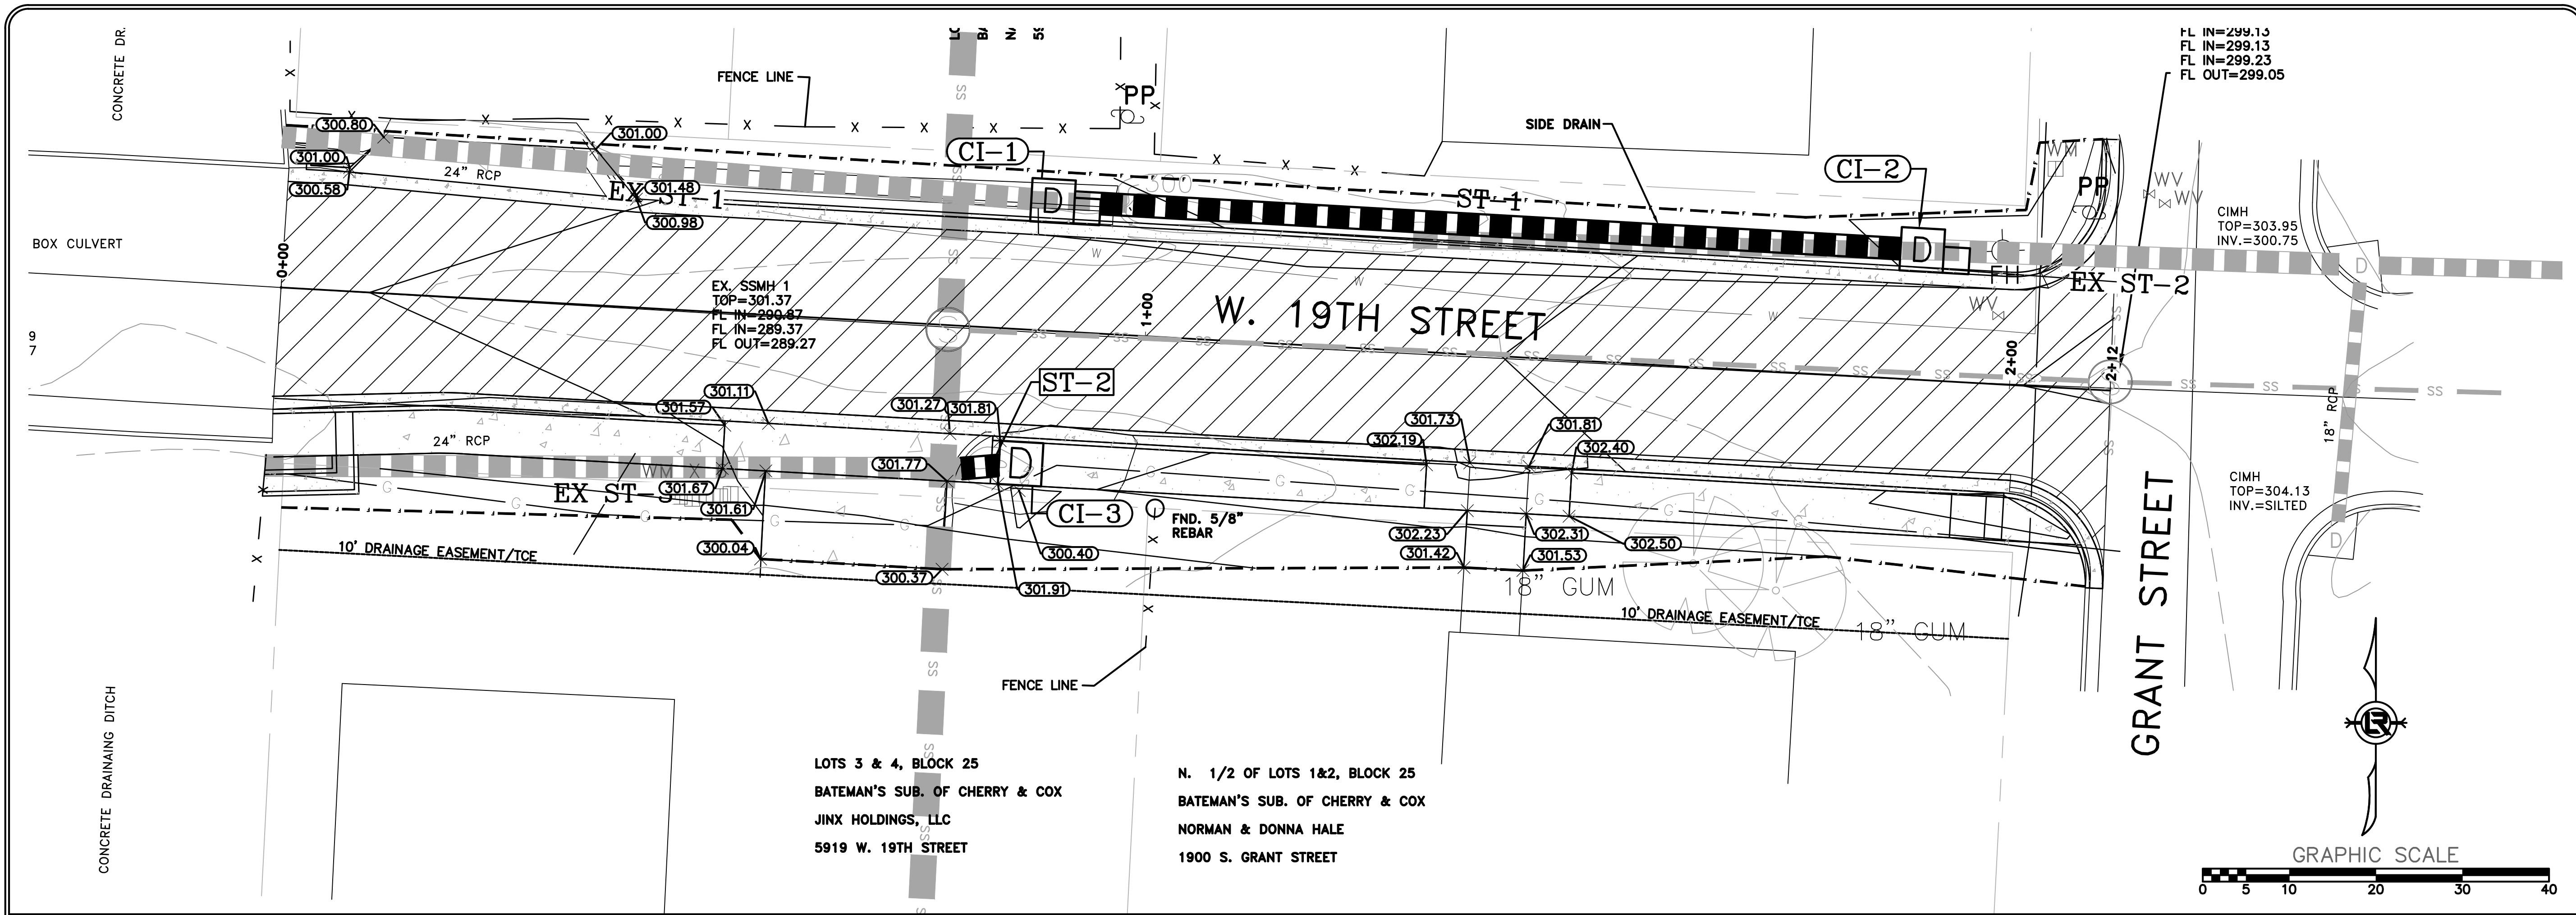 CONCRETE DR.
FENCE LINE
PP
SIDE DRAIN
FL IN=299.13
FL IN=299.13
FL IN=299.23
FL OUT=299.05
300.80
301.00
301.00
300.58
24" RCP
EX ST-1
301.48
300.98
CI-1
D
300
ST-1
CI-2
D
FH
WM
PP
WV
WV
WV
EX ST-2
CIMH
TOP=303.95
INV.=300.75
D
BOX CULVERT
0+00
EX. SSMH 1
TOP=301.37
FL IN=290.87
FL IN=289.37
FL OUT=289.27
1+00
W. 19TH STREET
2+00
2+12
9
7
301.11
301.57
301.27
301.81
ST-2
301.73
302.19
301.81
302.40
18" RCP
24" RCP
WM
301.77
D
301.67
EX ST-3
301.61
CI-3
FND. 5/8"
REBAR
300.04
300.40
300.37
301.91
302.23
302.31
302.50
301.42
301.53
CIMH
TOP=304.13
INV.=SILTED
D
10' DRAINAGE EASEMENT/TCE
18" GUM
10' DRAINAGE EASEMENT/TCE
18" GUM
GRANT STREET
FENCE LINE
CONCRETE DRAINAING DITCH
LOTS 3 & 4, BLOCK 25
BATEMAN'S SUB. OF CHERRY & COX
JINX HOLDINGS, LLC
5919 W. 19TH STREET
N. 1/2 OF LOTS 1&2, BLOCK 25
BATEMAN'S SUB. OF CHERRY & COX
NORMAN & DONNA HALE
1900 S. GRANT STREET
GRAPHIC SCALE
0 5 10 20 30 40